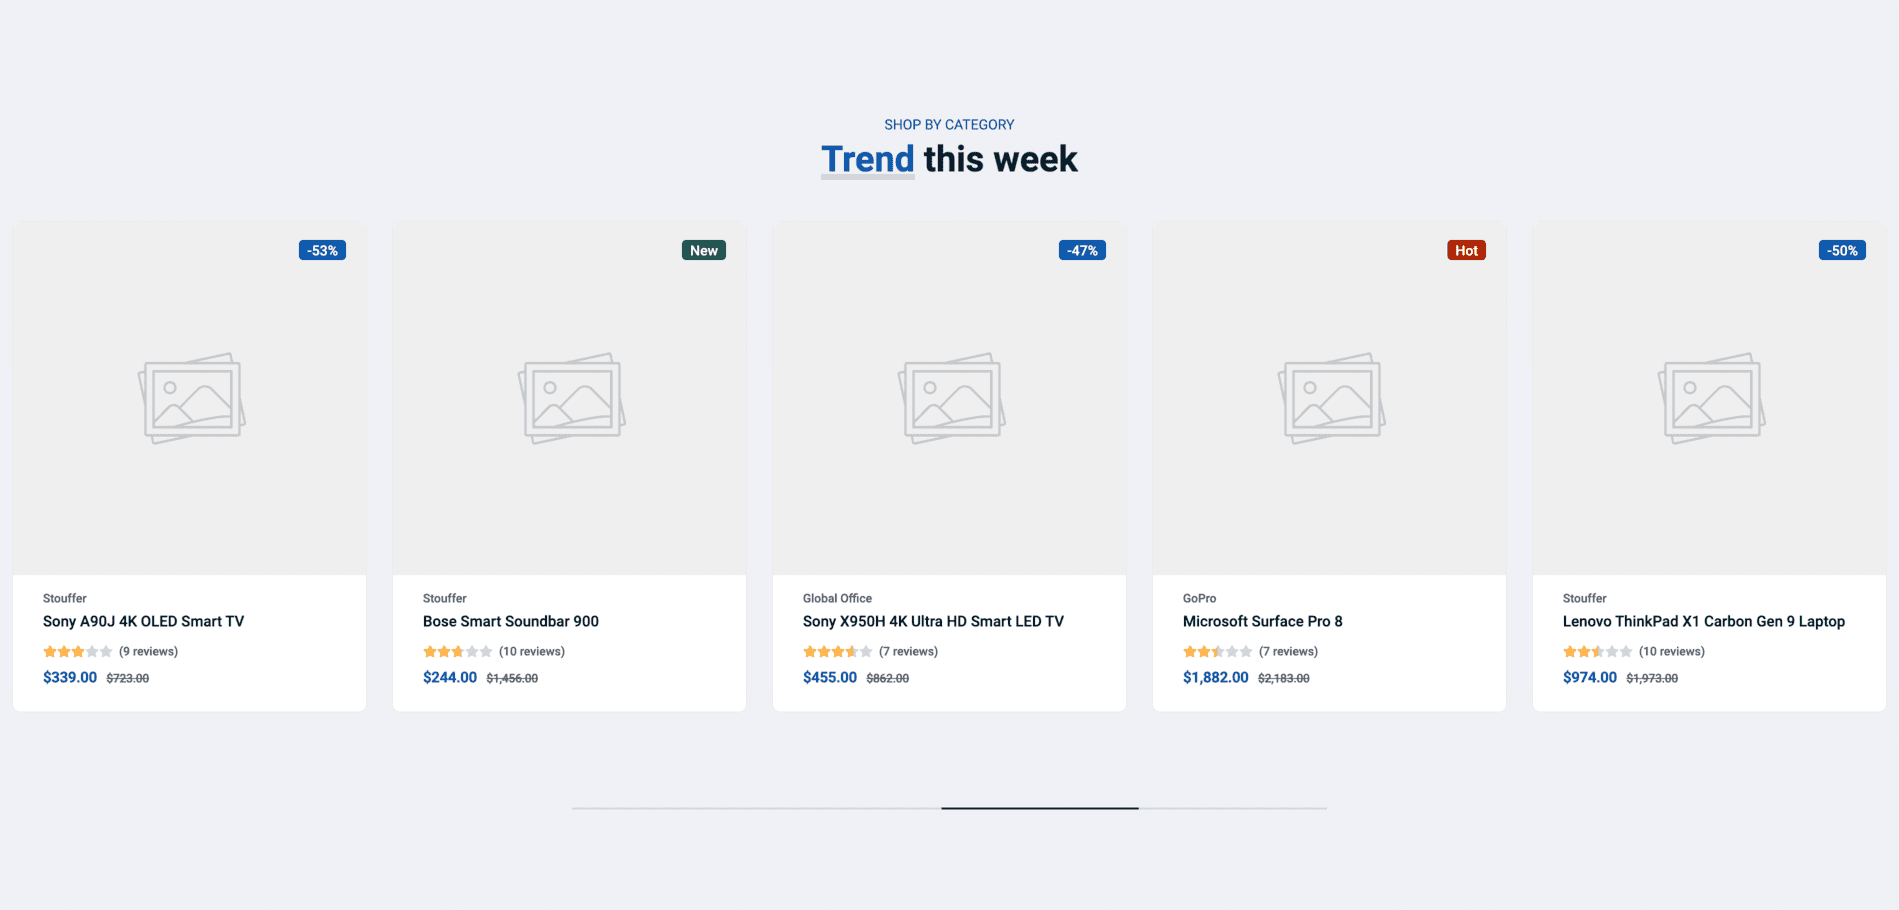 SHOP BY CATEGORY
Trend this week
-53%
Stouffer
Sony A90J 4K OLED Smart TV
(9 reviews)
$339.00 $723.00
New
Stouffer
Bose Smart Soundbar 900
(10 reviews)
$244.00 $1,456.00
-47%
Global Office
Sony X950H 4K Ultra HD Smart LED TV
(7 reviews)
$455.00 $862.00
Hot
GoPro
Microsoft Surface Pro 8
(7 reviews)
$1,882.00 $2,183.00
-50%
Stouffer
Lenovo ThinkPad X1 Carbon Gen 9 Laptop
(10 reviews)
$974.00 $1,973.00